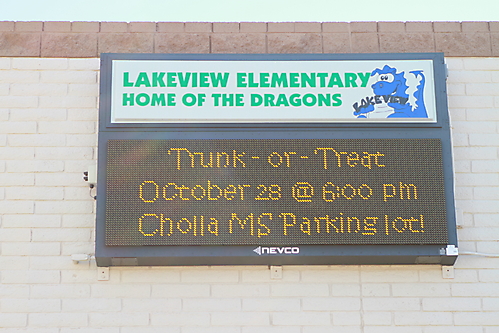 LAKEVIEW ELEMENTARY
HOME OF THE DRAGONS
LAKEVIEW
Trunk-or-Treat
October 28 @ 6:00 pm
Cholla MS Parking lot!
NEVCO